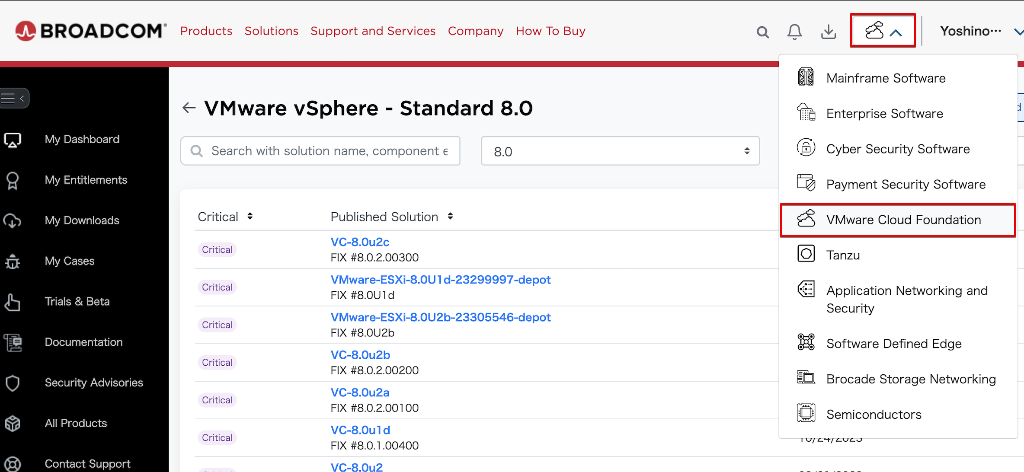 BROADCOM
Products Solutions Support and Services Company How To Buy
Yoshino···
My Dashboard
My Entitlements
My Downloads
My Cases
Trials & Beta
Documentation
Security Advisories
All Products
Contact Support
VMware vSphere - Standard 8.0
Search with solution name, component e
8.0
Critical Published Solution
Critical VC-8.0u2c
FIX #8.0.2.00300
Critical VMware-ESXi-8.0U1d-23299997-depot
FIX #8.0U1d
Critical VMware-ESXi-8.0U2b-23305546-depot
FIX #8.0U2b
Critical VC-8.0u2b
FIX #8.0.2.00200
Critical VC-8.0u2a
FIX #8.0.2.00100
Critical VC-8.0u1d
FIX #8.0.1.00400
VC-8.0u2
Mainframe Software
Enterprise Software
Cyber Security Software
Payment Security Software
VMware Cloud Foundation
Tanzu
Application Networking and
Security
Software Defined Edge
Brocade Storage Networking
Semiconductors